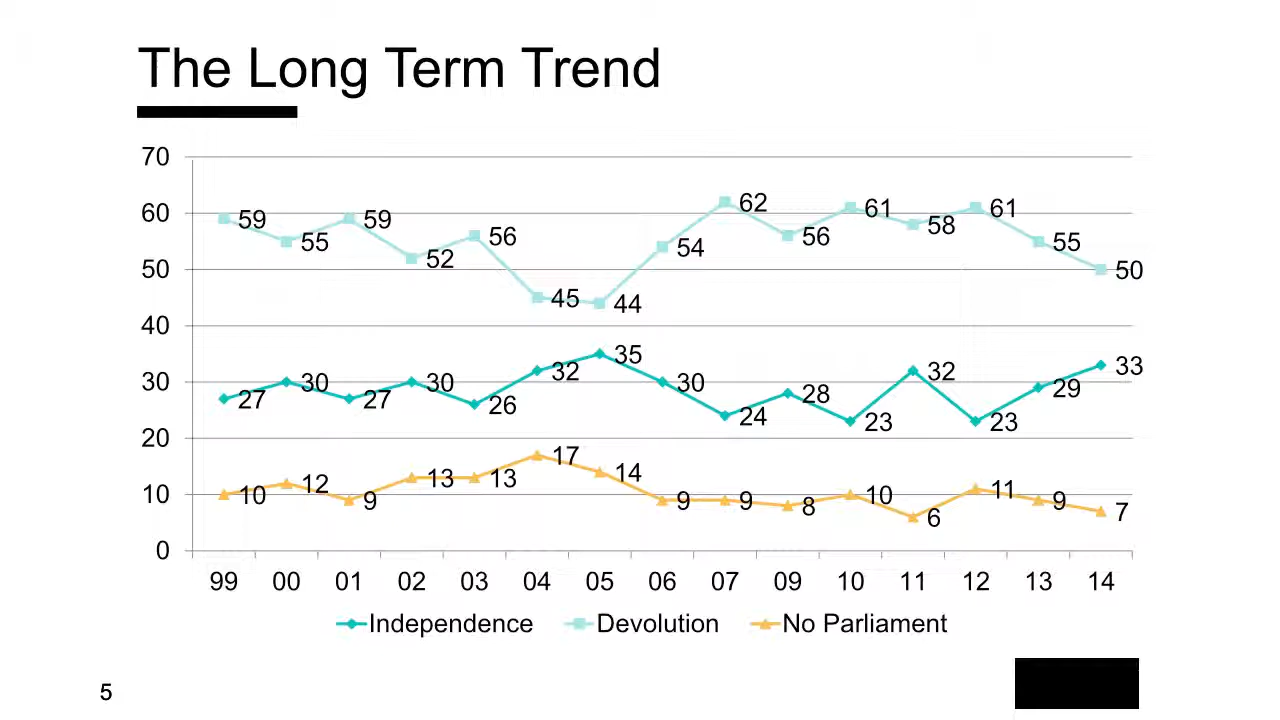 The Long Term Trend
70
60
50
40
30
20
10
0
59 55 59 52 56 45 44 54 62 56 61 58 61 55 50
27 30 27 30 26 32 35 30 24 28 23 32 23 29 33
10 12 9 13 13 17 14 9 9 8 10 6 11 9 7
99 00 01 02 03 04 05 06 07 09 10 11 12 13 14
Independence Devolution No Parliament
5